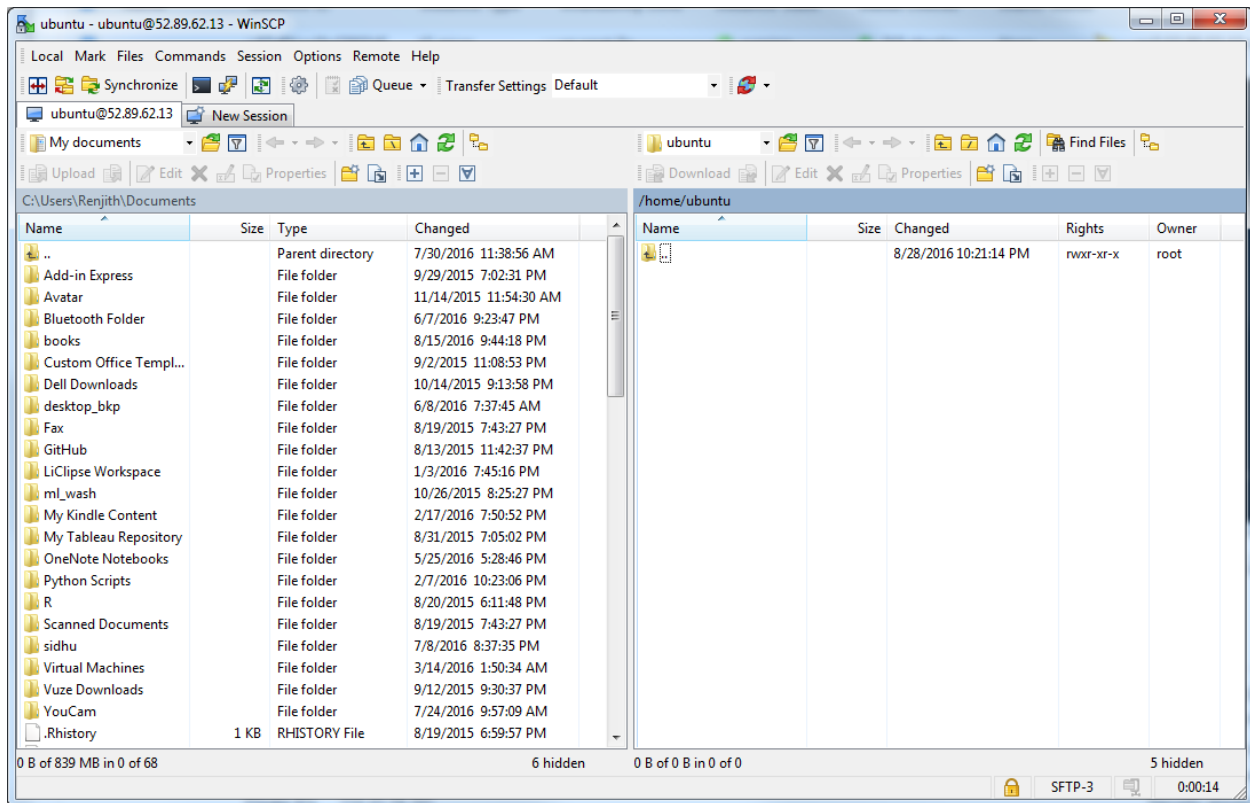 ubuntu - ubuntu@52.89.62.13 - WinSCP
Local Mark Files Commands Session Options Remote Help
Synchronize Queue Transfer Settings Default
ubuntu@52.89.62.13 New Session
My documents ubuntu Find Files
Upload Edit Properties Download Edit Properties
C:\Users\Renjith\Documents /home/ubuntu
Name Size Type Changed Name Size Changed Rights Owner
.. Parent directory 7/30/2016 11:38:56 AM .. 8/28/2016 10:21:14 PM rwxr-xr-x root
Add-in Express File folder 9/29/2015 7:02:31 PM
Avatar File folder 11/14/2015 11:54:30 AM
Bluetooth Folder File folder 6/7/2016 9:23:47 PM
books File folder 8/15/2016 9:44:18 PM
Custom Office Templ... File folder 9/2/2015 11:08:53 PM
Dell Downloads File folder 10/14/2015 9:13:58 PM
desktop_bkp File folder 6/8/2016 7:37:45 AM
Fax File folder 8/19/2015 7:43:27 PM
GitHub File folder 8/13/2015 11:42:37 PM
LiClipse Workspace File folder 1/3/2016 7:45:16 PM
ml_wash File folder 10/26/2015 8:25:27 PM
My Kindle Content File folder 2/17/2016 7:50:52 PM
My Tableau Repository File folder 8/31/2015 7:05:02 PM
OneNote Notebooks File folder 5/25/2016 5:28:46 PM
Python Scripts File folder 2/7/2016 10:23:06 PM
R File folder 8/20/2015 6:11:48 PM
Scanned Documents File folder 8/19/2015 7:43:27 PM
sidhu File folder 7/8/2016 8:37:35 PM
Virtual Machines File folder 3/14/2016 1:50:34 AM
Vuze Downloads File folder 9/12/2015 9:30:37 PM
YouCam File folder 7/24/2016 9:57:09 AM
.Rhistory 1 KB RHISTORY File 8/19/2015 6:59:57 PM
0 B of 839 MB in 0 of 68 6 hidden 0 B of 0 B in 0 of 0 5 hidden
SFTP-3 0:00:14